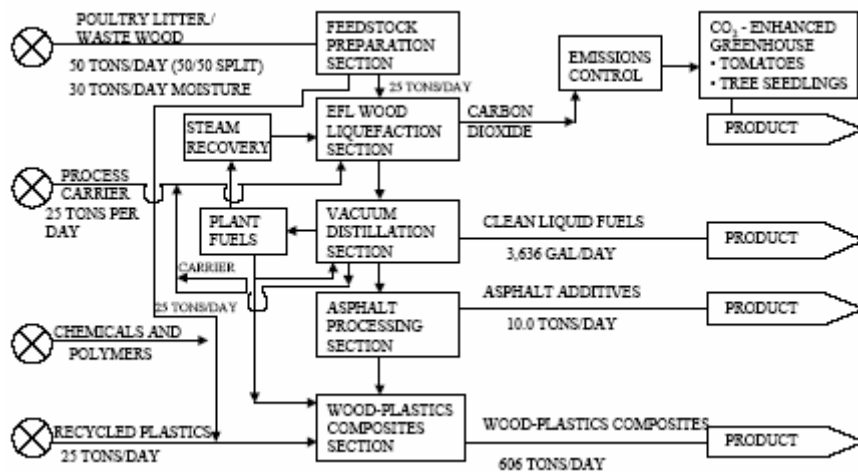 POULTRY LITTER/
WASTE WOOD
50 TONS/DAY (50/50 SPLIT)
30 TONS/DAY MOISTURE
FEEDSTOCK
PREPARATION
SECTION
25 TONS/DAY
EMISSIONS
CONTROL
CO2 - ENHANCED
GREENHOUSE
• TOMATOES
• TREE SEEDLINGS
PRODUCT
STEAM
RECOVERY
EFL WOOD
LIQUEFACTION
SECTION
CARBON
DIOXIDE
PROCESS
CARRIER
25 TONS PER
DAY
PLANT
FUELS
VACUUM
DISTILLATION
SECTION
CLEAN LIQUID FUELS
3,636 GAL/DAY
PRODUCT
CARRIER
25 TONS/DAY
ASPHALT
PROCESSING
SECTION
ASPHALT ADDITIVES
10.0 TONS/DAY
PRODUCT
CHEMICALS AND
POLYMERS
RECYCLED PLASTICS
25 TONS/DAY
WOOD-PLASTICS
COMPOSITES
SECTION
WOOD-PLASTICS COMPOSITES
606 TONS/DAY
PRODUCT